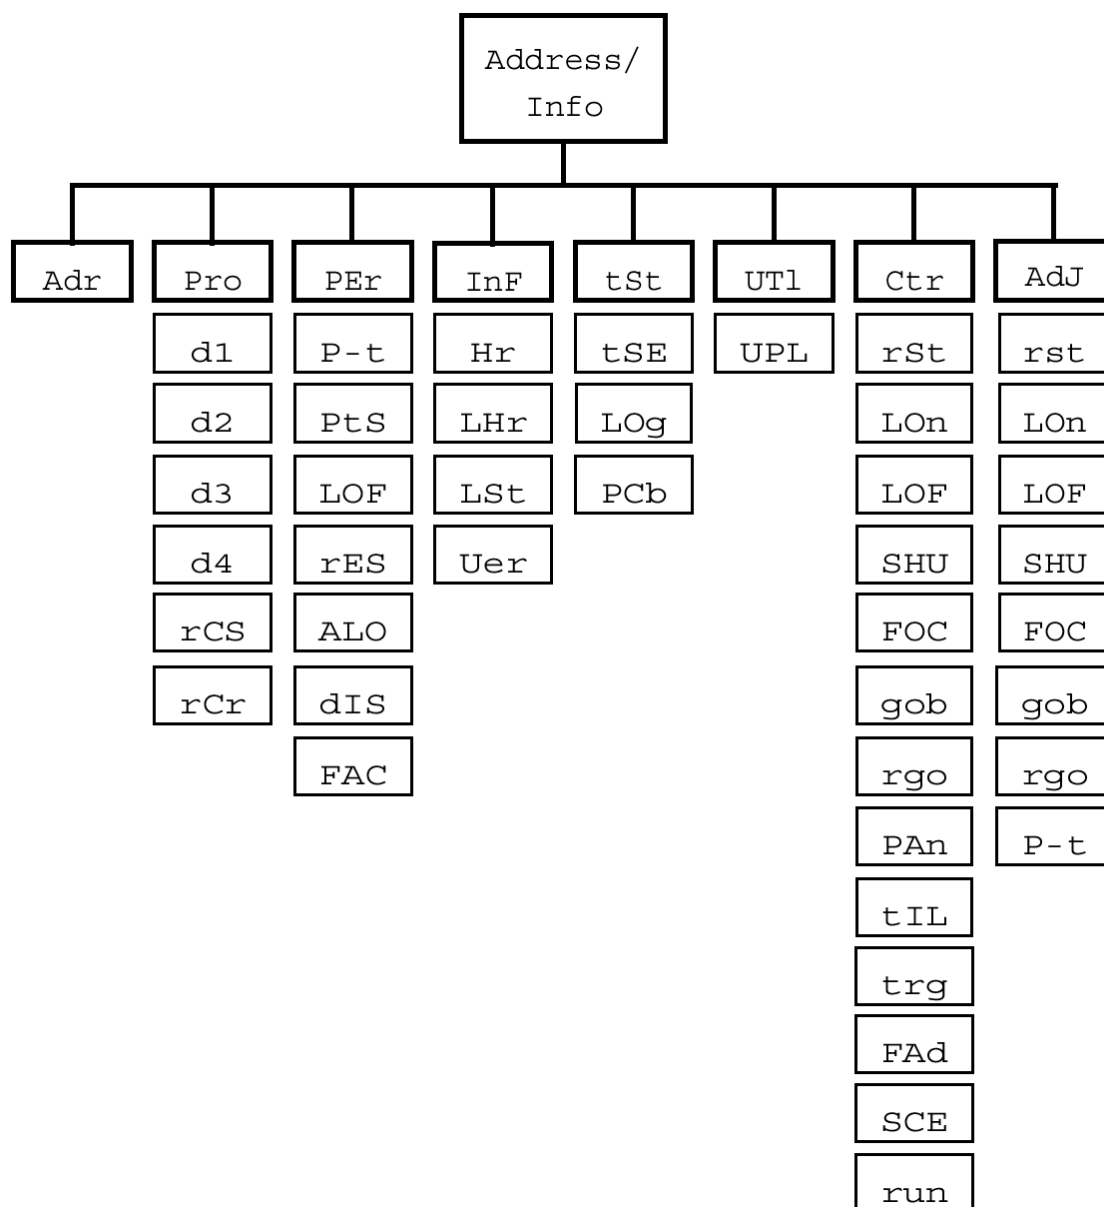 Address/
Info
Adr
Pro
PEr
InF
tSt
UTl
Ctr
AdJ
d1
P-t
Hr
tSE
UPL
rSt
rst
d2
PtS
LHr
LOg
LOn
LOn
d3
LOF
LSt
PCb
LOF
LOF
d4
rES
Uer
SHU
SHU
rCS
ALO
FOC
FOC
rCr
dIS
gob
gob
FAC
rgo
rgo
PAn
P-t
tIL
trg
FAd
SCE
run